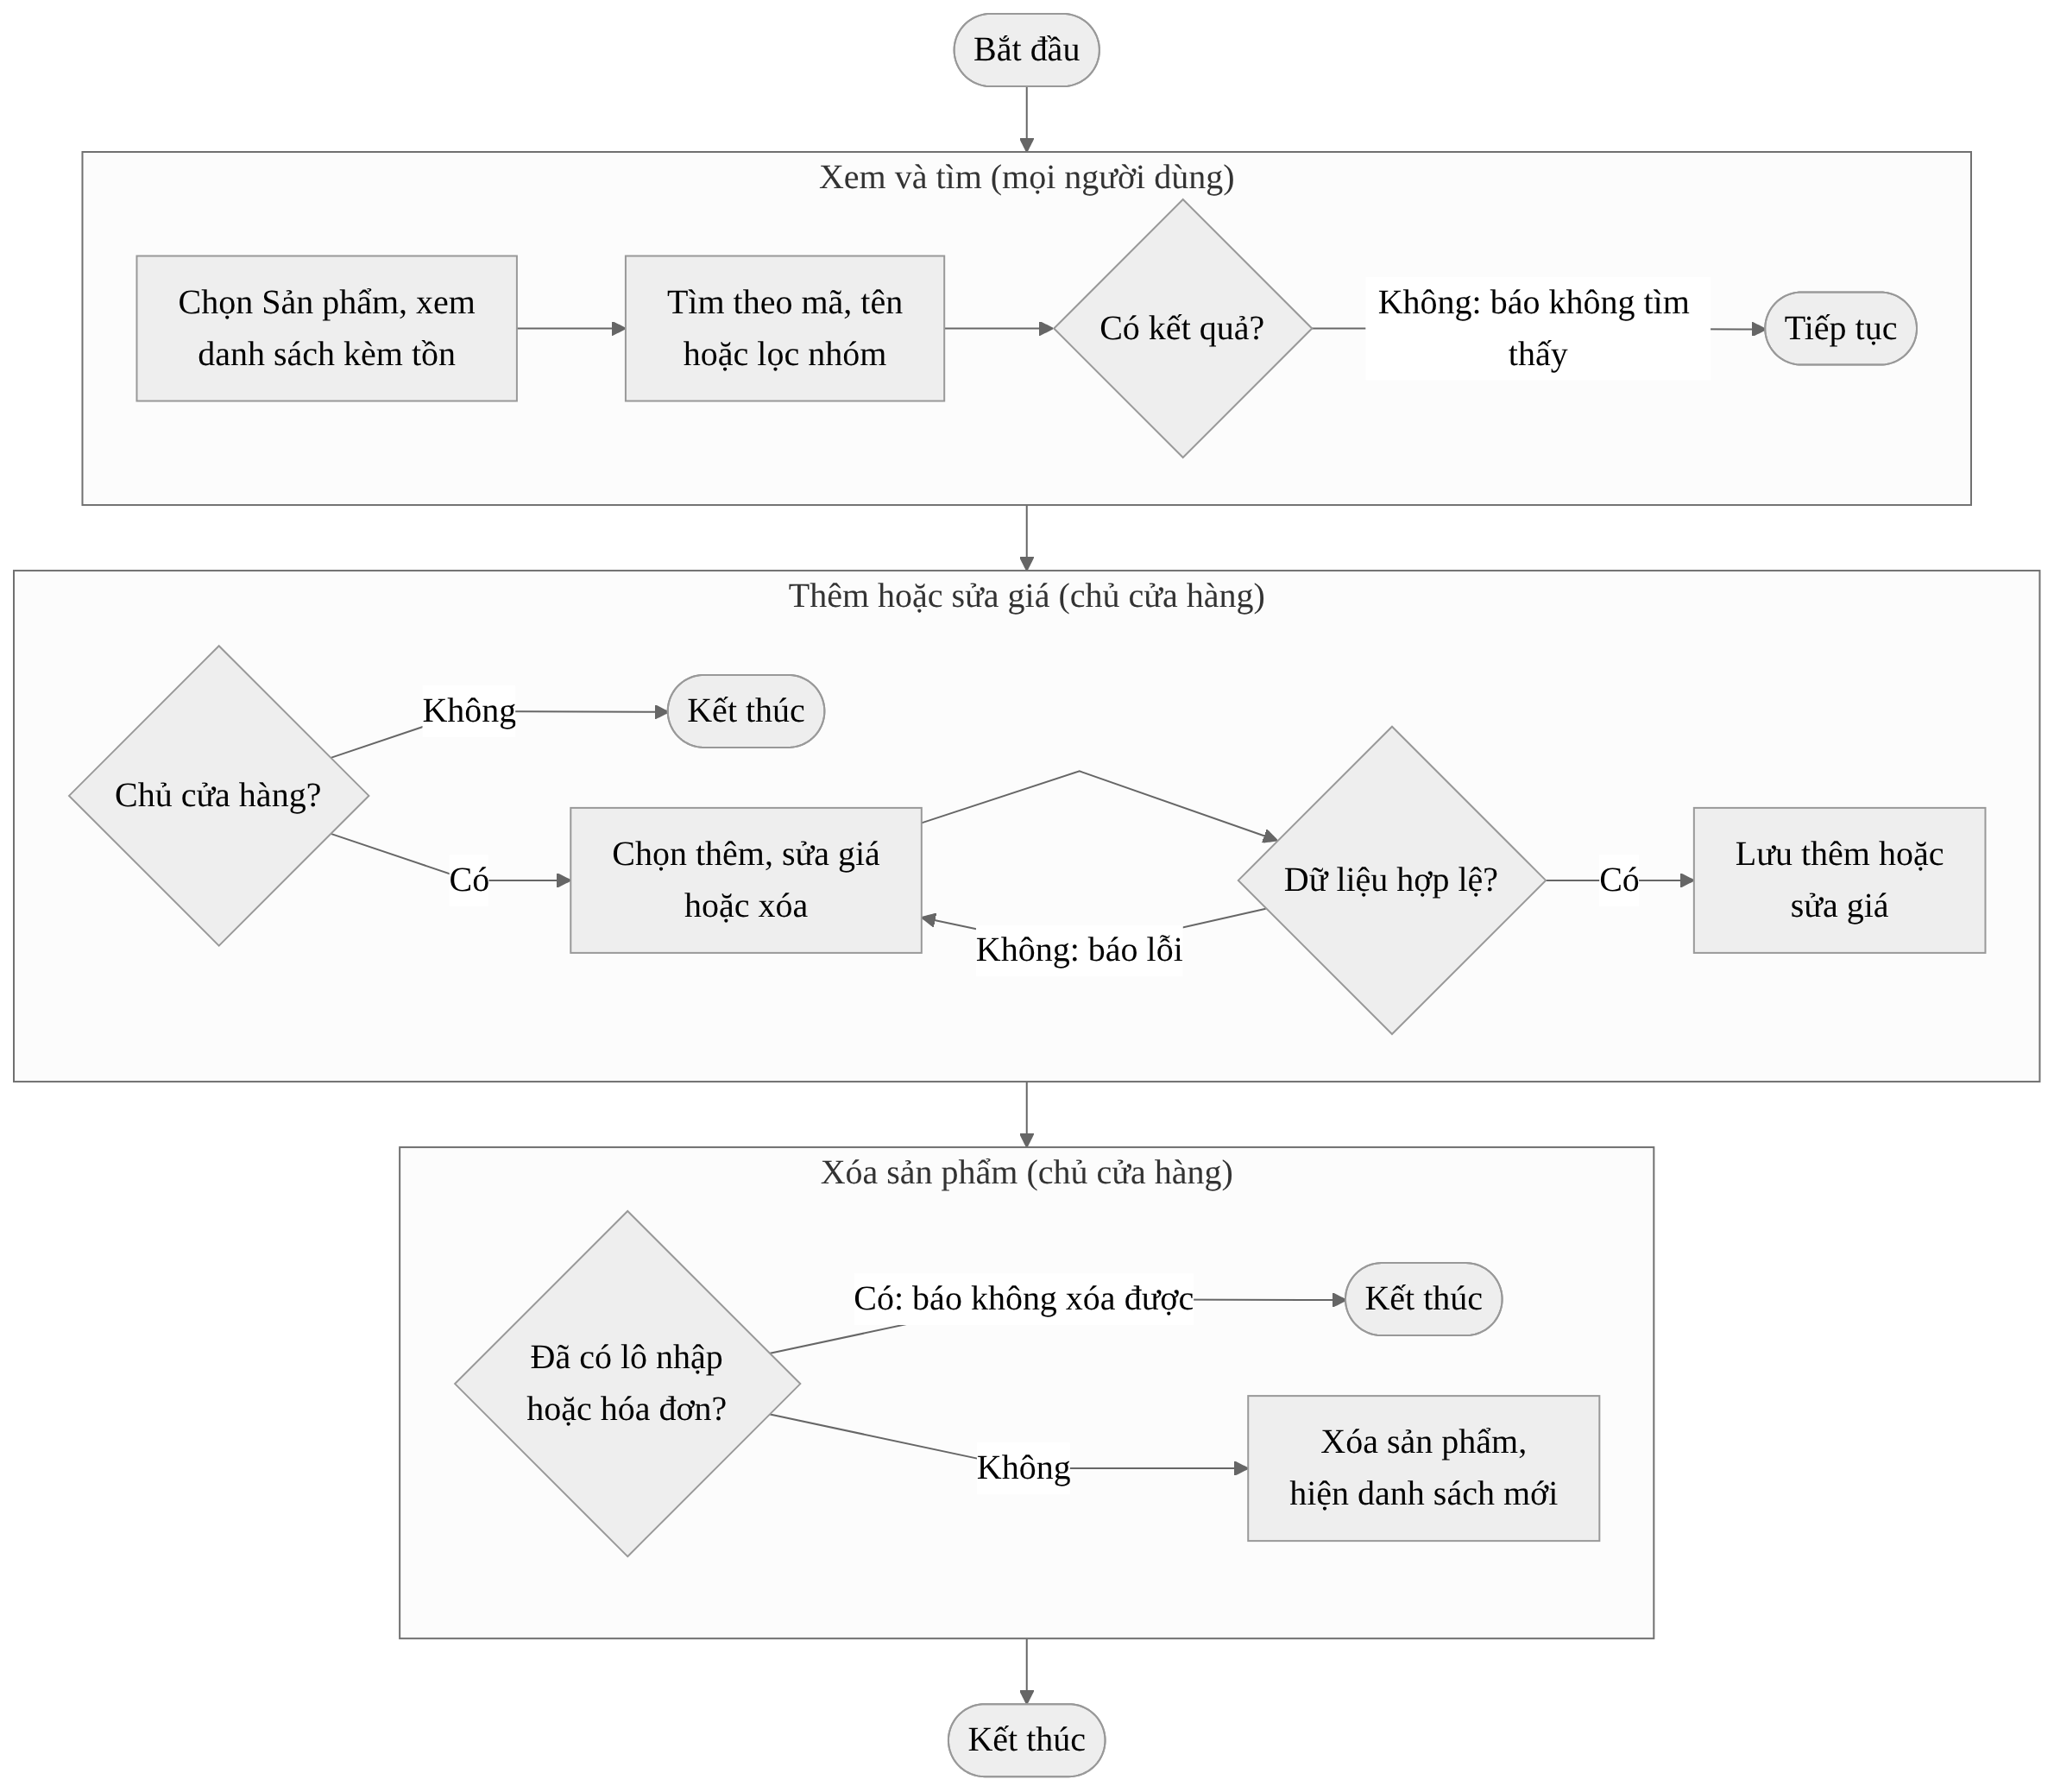 Bắt đầu
Xem và tìm (mọi người dùng)
Chọn Sản phẩm, xem
danh sách kèm tồn
Tìm theo mã, tên
hoặc lọc nhóm
Có kết quả?
Không: báo không tìm
thấy
Tiếp tục
Thêm hoặc sửa giá (chủ cửa hàng)
Chủ cửa hàng?
Không
Kết thúc
Có
Chọn thêm, sửa giá
hoặc xóa
Dữ liệu hợp lệ?
Không: báo lỗi
Có
Lưu thêm hoặc
sửa giá
Xóa sản phẩm (chủ cửa hàng)
Đã có lô nhập
hoặc hóa đơn?
Có: báo không xóa được
Kết thúc
Không
Xóa sản phẩm,
hiện danh sách mới
Kết thúc